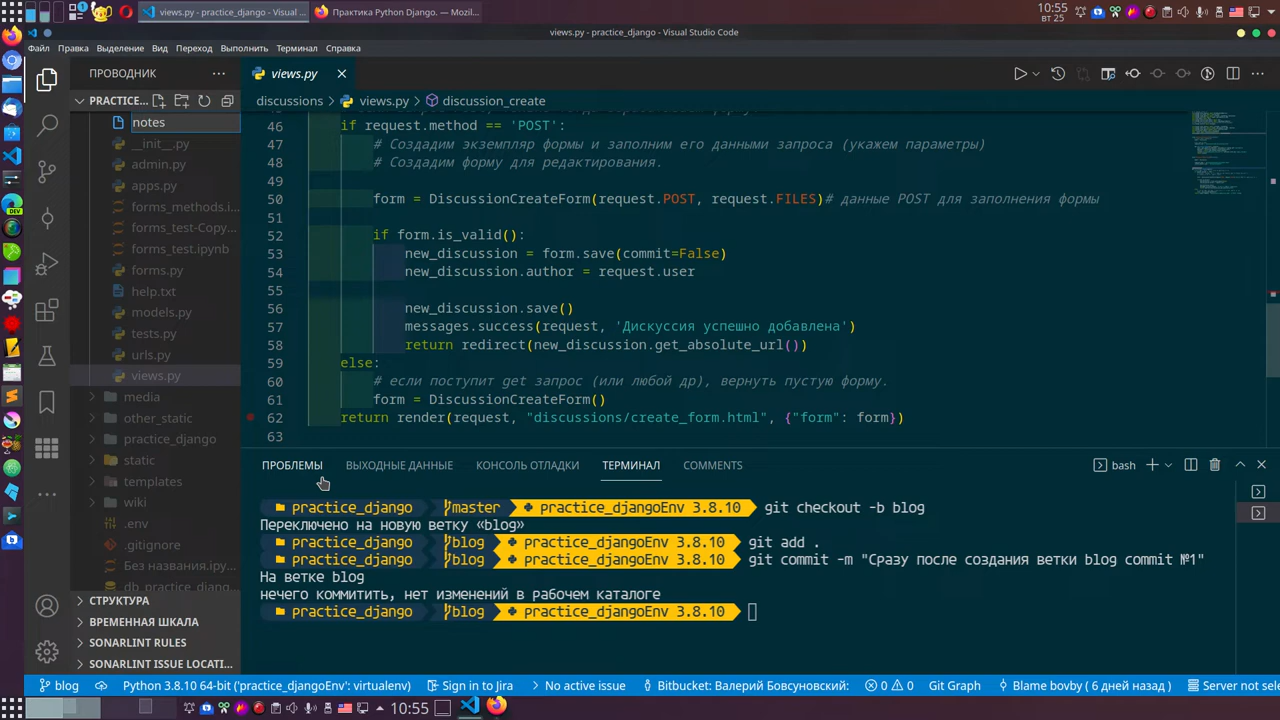 views.py - practice_django - Visual ...
Практика Python Django. — Mozil...
10:55
вт 25
views.py - practice_django - Visual Studio Code
Файл Правка Выделение Вид Переход Выполнить Терминал Справка
ПРОВОДНИК
views.py
PRACTICE...
discussions
views.py
discussion_create
notes
__init__.py
admin.py
apps.py
forms_methods.i...
forms_test-Copy...
forms_test.ipynb
forms.py
help.txt
models.py
tests.py
urls.py
views.py
media
other_static
practice_django
static
templates
wiki
.env
.gitignore
Без названия.ipy...
db_practice_djang...
СТРУКТУРА
ВРЕМЕННАЯ ШКАЛА
SONARLINT RULES
SONARLINT ISSUE LOCATI...
46 if request.method == 'POST':
47 # Создадим экземпляр формы и заполним его данными запроса (укажем параметры)
48 # Создадим форму для редактирования.
49
50 form = DiscussionCreateForm(request.POST, request.FILES)# данные POST для заполнения формы
51
52 if form.is_valid():
53 new_discussion = form.save(commit=False)
54 new_discussion.author = request.user
55
56 new_discussion.save()
57 messages.success(request, 'Дискуссия успешно добавлена')
58 return redirect(new_discussion.get_absolute_url())
59 else:
60 # если поступит get запрос (или любой др), вернуть пустую форму.
61 form = DiscussionCreateForm()
62 return render(request, "discussions/create_form.html", {"form": form})
63
ПРОБЛЕМЫ ВЫХОДНЫЕ ДАННЫЕ КОНСОЛЬ ОТЛАДКИ ТЕРМИНАЛ COMMENTS
bash
practice_django master practice_djangoEnv 3.8.10 git checkout -b blog
Переключено на новую ветку «blog»
practice_django blog practice_djangoEnv 3.8.10 git add .
practice_django blog practice_djangoEnv 3.8.10 git commit -m "Сразу после создания ветки blog commit №1"
На ветке blog
нечего коммитить, нет изменений в рабочем каталоге
practice_django blog practice_djangoEnv 3.8.10
blog
Python 3.8.10 64-bit ('practice_djangoEnv': virtualenv)
Sign in to Jira
No active issue
Bitbucket: Валерий Бовсуновский:
0 0
Git Graph
Blame bovby ( 6 дней назад )
Server not sel
10:55